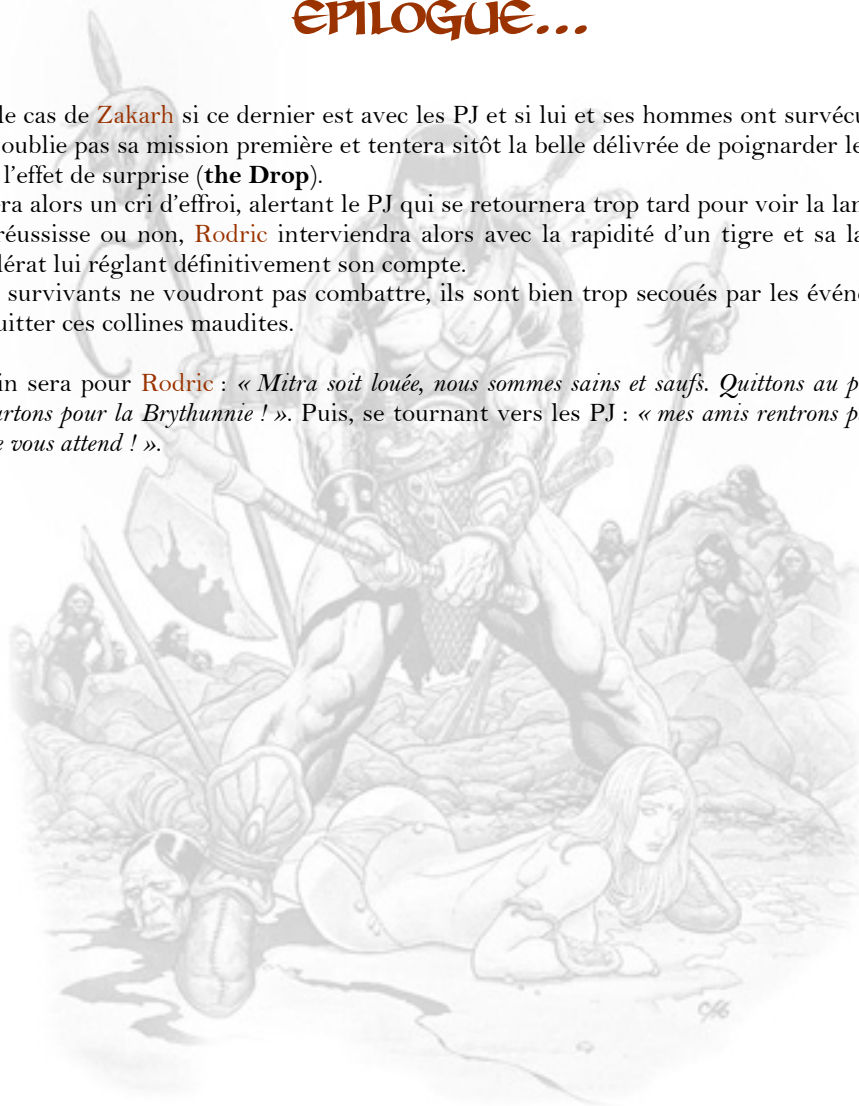 EPILOGUE...
le cas de Zakarh si ce dernier est avec les PJ et si lui et ses hommes ont survécu
oublie pas sa mission première et tentera sitôt la belle délivrée de poignarder le
l'effet de surprise (the Drop).
ra alors un cri d'effroi, alertant le PJ qui se retournera trop tard pour voir la
réussisse ou non, Rodric interviendra alors avec la rapidité d'un tigre et sa
lérat lui réglant définitivement son compte.
survivants ne voudront pas combattre, ils sont bien trop secoués par les
uitter ces collines maudites.
in sera pour Rodric : « Mitra soit louée, nous sommes sains et saufs. Quittons au
rtons pour la Brythunnie ! ». Puis, se tournant vers les PJ : « mes amis rentrons
e vous attend ! ».